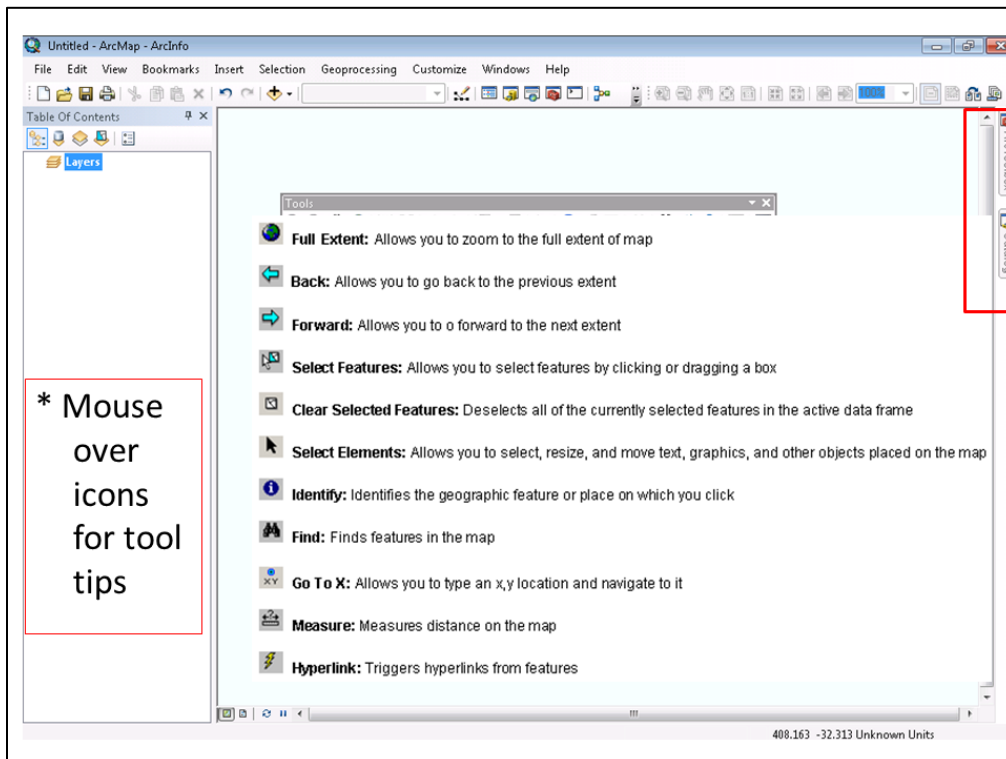 Untitled - ArcMap - ArcInfo
File Edit View Bookmarks Insert Selection Geoprocessing Customize Windows Help
100%
Table Of Contents
Layers
Tools
Full Extent: Allows you to zoom to the full extent of map
Back: Allows you to go back to the previous extent
Forward: Allows you to o forward to the next extent
Select Features: Allows you to select features by clicking or dragging a box
Clear Selected Features: Deselects all of the currently selected features in the active data frame
Select Elements: Allows you to select, resize, and move text, graphics, and other objects placed on the map
Identify: Identifies the geographic feature or place on which you click
Find: Finds features in the map
XY
Go To X: Allows you to type an x,y location and navigate to it
Measure: Measures distance on the map
Hyperlink: Triggers hyperlinks from features
* Mouse
over
icons
for tool
tips
408.163 -32.313 Unknown Units